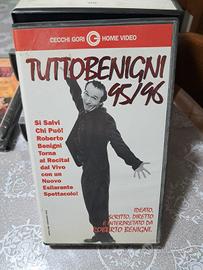 CECCHI GORI HOME VIDEO
TUTTOBENIGNI
95/96
Si Salvi
Chi Può!
Roberto
Benigni
Torna
al Recital
dal Vivo
con un
Nuovo
Esilarante
Spettacolo!
IDEATO,
SCRITTO, DIRETTO
E INTERPRETATO DA
ROBERTO BENIGNI.